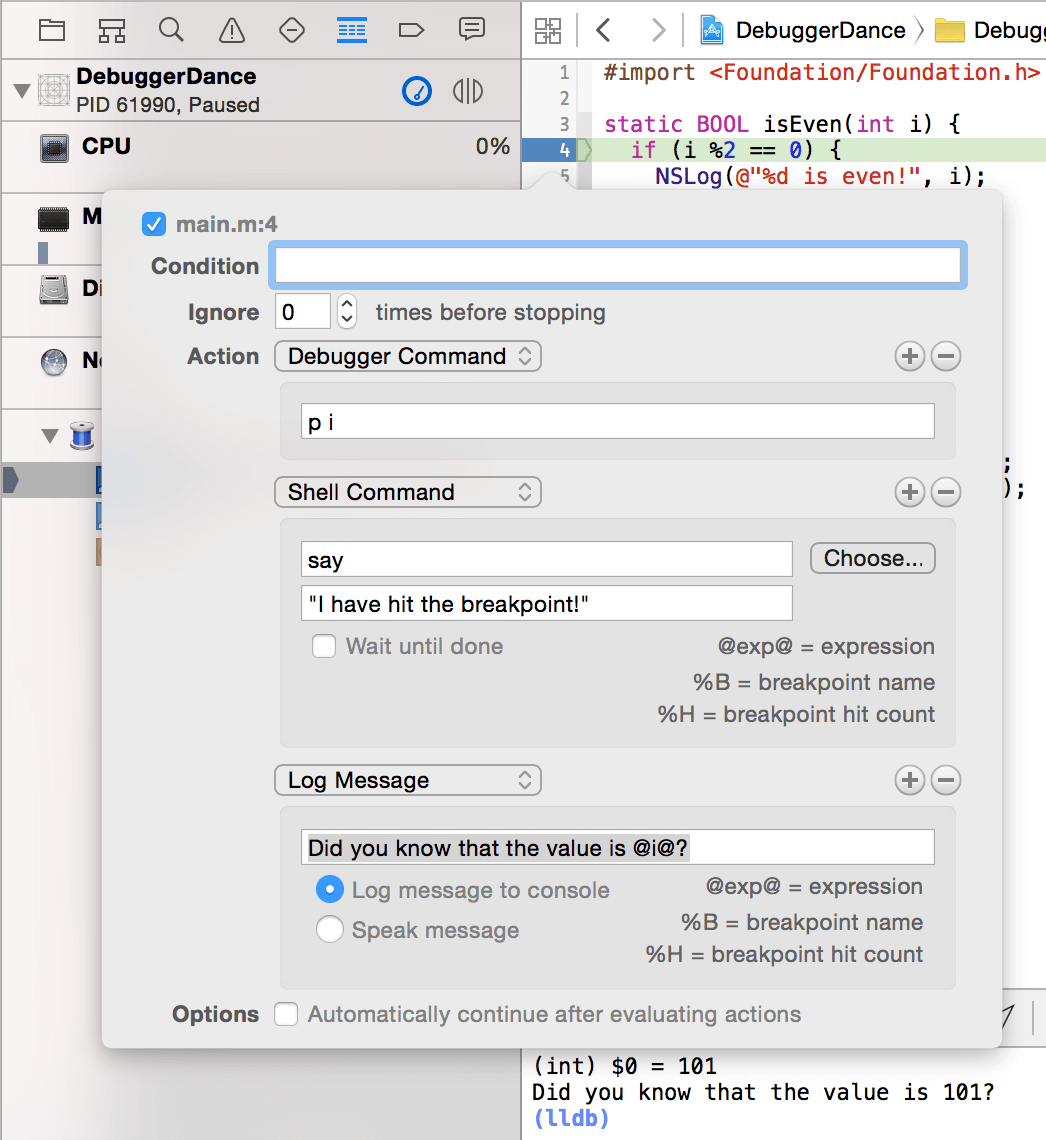 DebuggerDance
Debug
DebuggerDance
PID 61990, Paused
CPU
0%
1 #import <Foundation/Foundation.h>
2
3 static BOOL isEven(int i) {
4 if (i %2 == 0) {
5 NSLog(@"%d is even!", i);
M
Di
N
main.m:4
Condition
Ignore 0 times before stopping
Action Debugger Command
p i
;
Shell Command
);
say
Choose...
"I have hit the breakpoint!"
Wait until done
@exp@ = expression
%B = breakpoint name
%H = breakpoint hit count
Log Message
Did you know that the value is @i@?
Log message to console
@exp@ = expression
Speak message
%B = breakpoint name
%H = breakpoint hit count
Options Automatically continue after evaluating actions
(int) $0 = 101
Did you know that the value is 101?
(lldb)